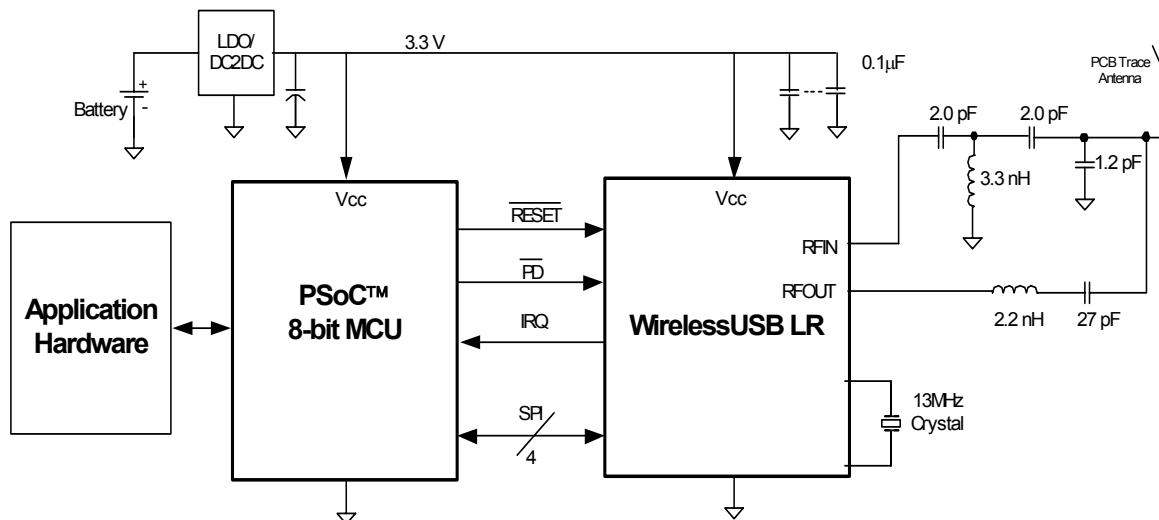 LDO/
DC2DC
3.3 V
0.1µF
PCB Trace
Antenna
Battery
+
-
2.0 pF
2.0 pF
1.2 pF
3.3 nH
Vcc
Vcc
RESET
RFIN
PD
RFOUT
Application
Hardware
PSoC™
8-bit MCU
IRQ
WirelessUSB LR
2.2 nH
27 pF
SPI
4
13MHz
Crystal